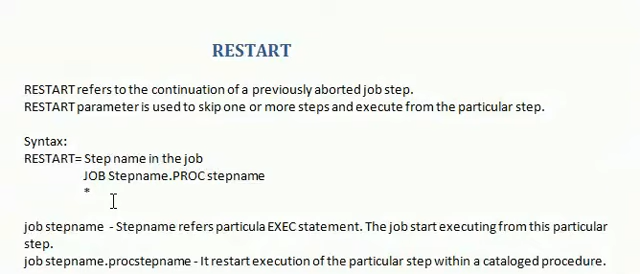 RESTART
RESTART refers to the continuation of a previously aborted job step.
RESTART parameter is used to skip one or more steps and execute from the particular step.
Syntax:
RESTART= Step name in the job
JOB Stepname.PROC stepname
*
job stepname - Stepname refers particula EXEC statement. The job start executing from this particular
step.
job stepname.procstepname - It restart execution of the particular step within a cataloged procedure.